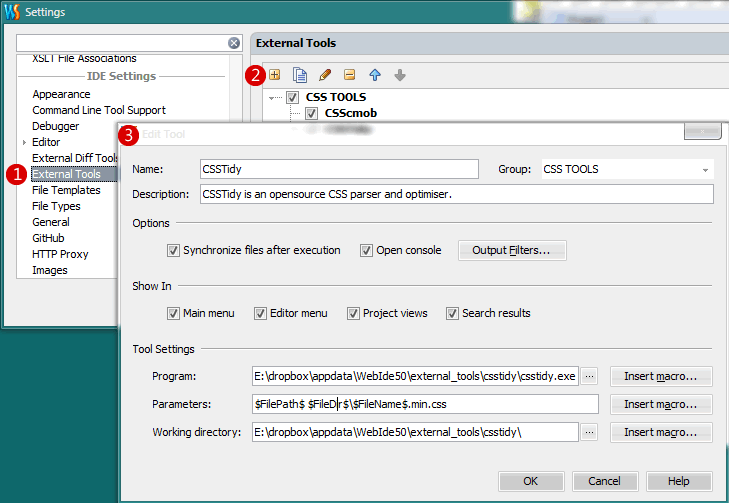 WS Settings
External Tools
XSLT File Associations
IDE Settings
Appearance
Command Line Tool Support
Debugger
Editor
External Diff Tools
External Tools
File Templates
File Types
General
GitHub
HTTP Proxy
Images
1
2
CSS TOOLS
CSScmob
3 Edit Tool
Name: CSSTidy Group: CSS TOOLS
Description: CSSTidy is an opensource CSS parser and optimiser.
Options
Synchronize files after execution Open console Output Filters...
Show In
Main menu Editor menu Project views Search results
Tool Settings
Program: E:\dropbox\appdata\WebIde50\external_tools\csstidy\csstidy.exe ... Insert macro...
Parameters: $FilePath$ $FileDir$\$FileName$.min.css Insert macro...
Working directory: E:\dropbox\appdata\WebIde50\external_tools\csstidy\ ... Insert macro...
OK Cancel Help